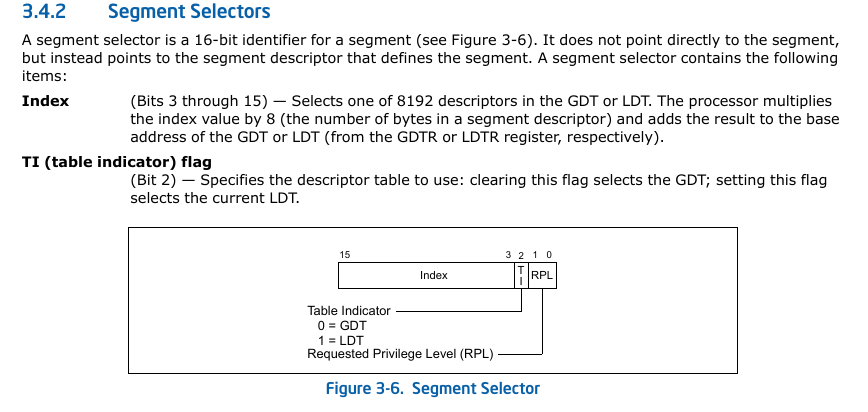 3.4.2 Segment Selectors
A segment selector is a 16-bit identifier for a segment (see Figure 3-6). It does not point directly to the segment,
but instead points to the segment descriptor that defines the segment. A segment selector contains the following
items:
Index (Bits 3 through 15) — Selects one of 8192 descriptors in the GDT or LDT. The processor multiplies
the index value by 8 (the number of bytes in a segment descriptor) and adds the result to the base
address of the GDT or LDT (from the GDTR or LDTR register, respectively).
TI (table indicator) flag
(Bit 2) — Specifies the descriptor table to use: clearing this flag selects the GDT; setting this flag
selects the current LDT.
15 3 2 1 0
Index T I RPL
Table Indicator
0 = GDT
1 = LDT
Requested Privilege Level (RPL)
Figure 3-6. Segment Selector